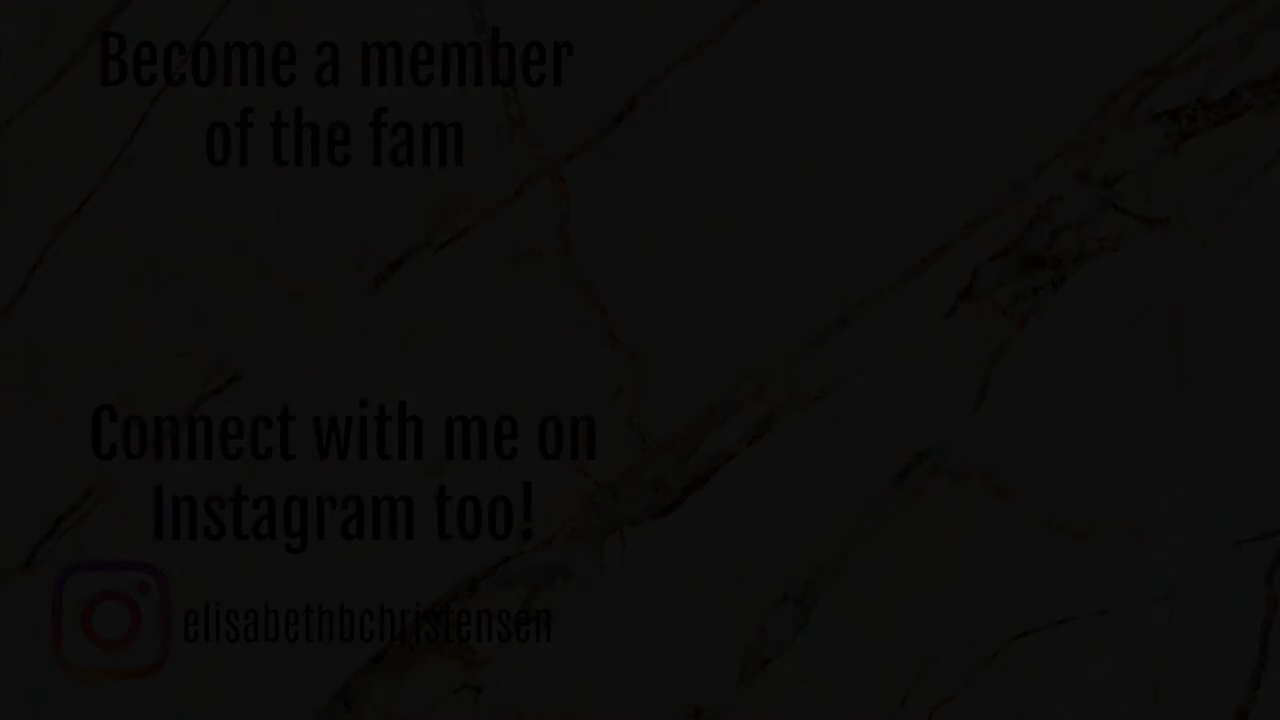 Become a member
of the fam
Connect with me on
Instagram too!
elisabethbchristensen